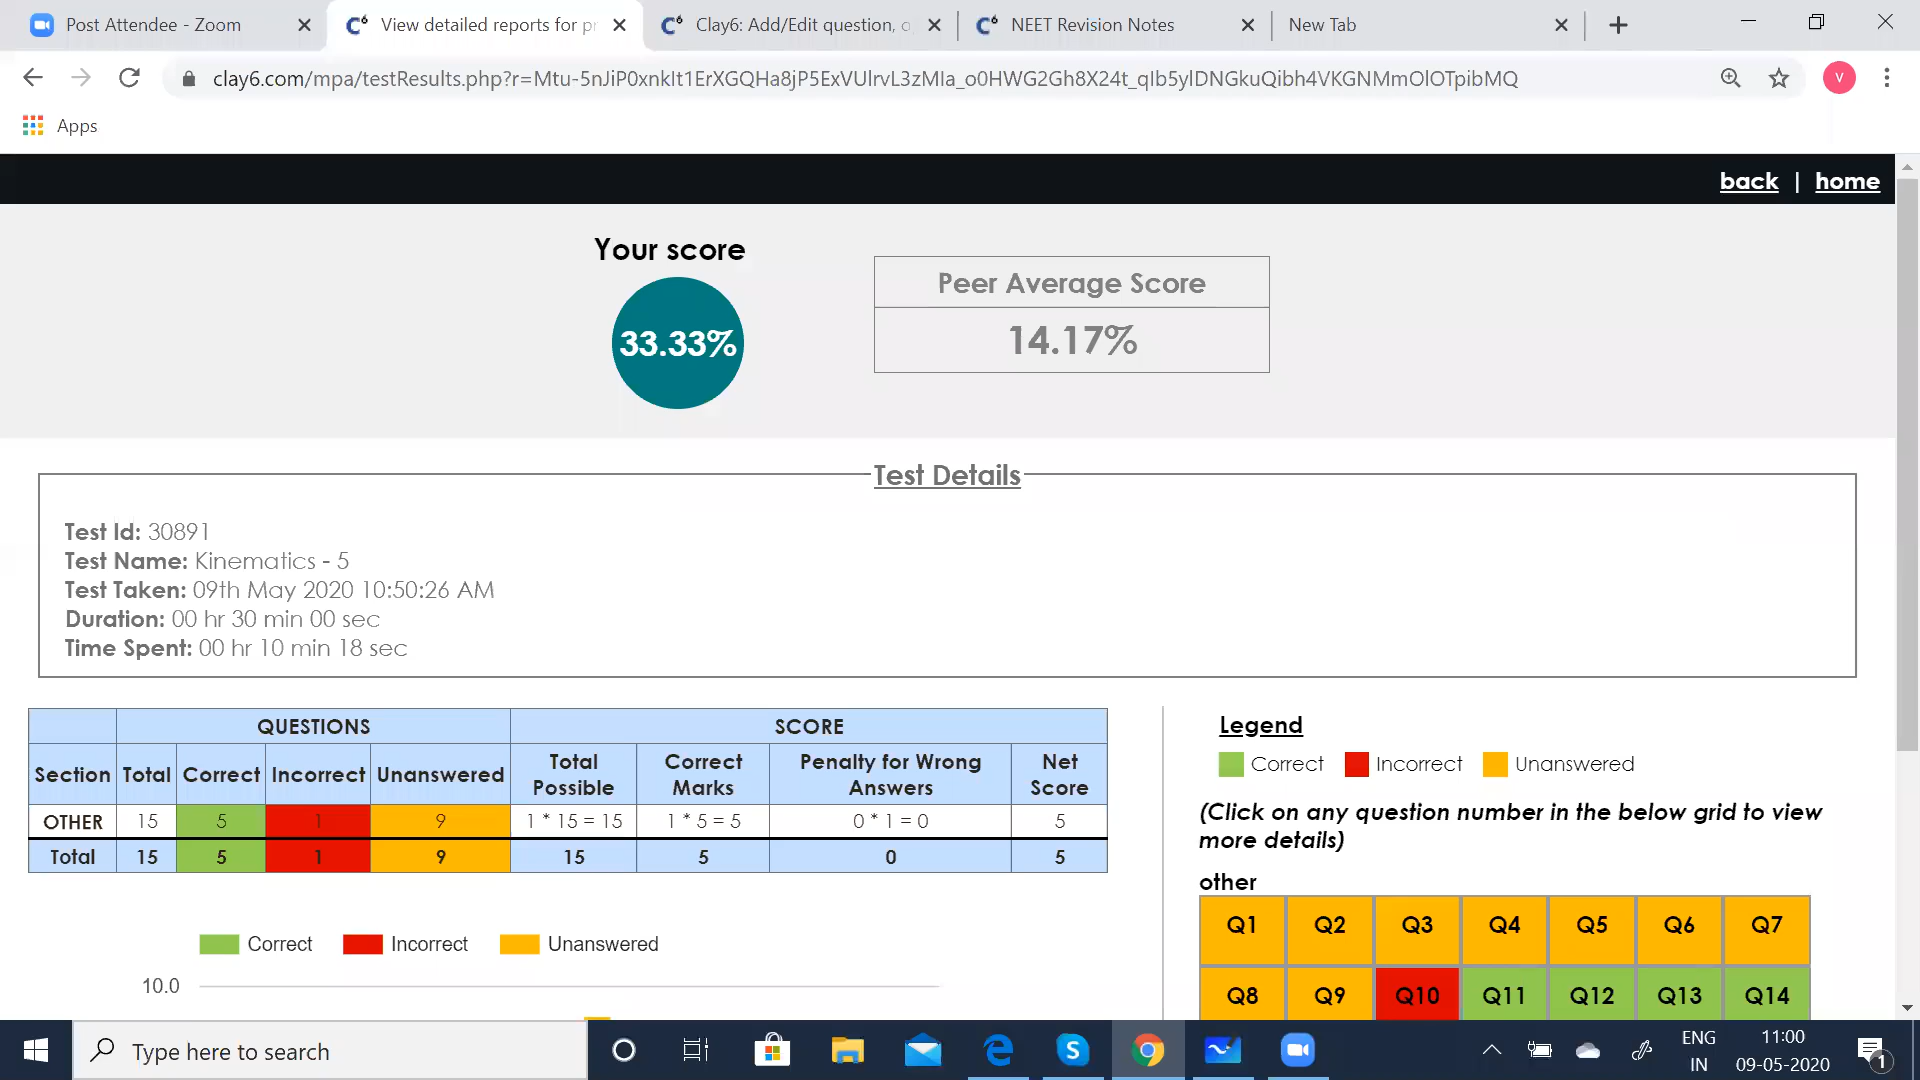 Post Attendee - Zoom
View detailed reports for pr
Clay6: Add/Edit question, o
NEET Revision Notes
New Tab
clay6.com/mpa/testResults.php?r=Mtu-5nJiP0xnkIt1ErXGQHa8jP5ExVUlrvL3zMIa_o0HWG2Gh8X24t_qIb5ylDNGkuQibh4VKGNMmOlOTpibMQ
V
Apps
back | home
Your score
33.33%
Peer Average Score
14.17%
Test Details
Test Id: 30891
Test Name: Kinematics - 5
Test Taken: 09th May 2020 10:50:26 AM
Duration: 00 hr 30 min 00 sec
Time Spent: 00 hr 10 min 18 sec
QUESTIONS SCORE
Section Total Correct Incorrect Unanswered Total Possible Correct Marks Penalty for Wrong Answers Net Score
OTHER 15 5 1 9 1 * 15 = 15 1 * 5 = 5 0 * 1 = 0 5
Total 15 5 1 9 15 5 0 5
Correct Incorrect Unanswered
10.0
Legend
Correct Incorrect Unanswered
(Click on any question number in the below grid to view
more details)
other
Q1 Q2 Q3 Q4 Q5 Q6 Q7
Q8 Q9 Q10 Q11 Q12 Q13 Q14
Type here to search
ENG
IN
11:00
09-05-2020
1